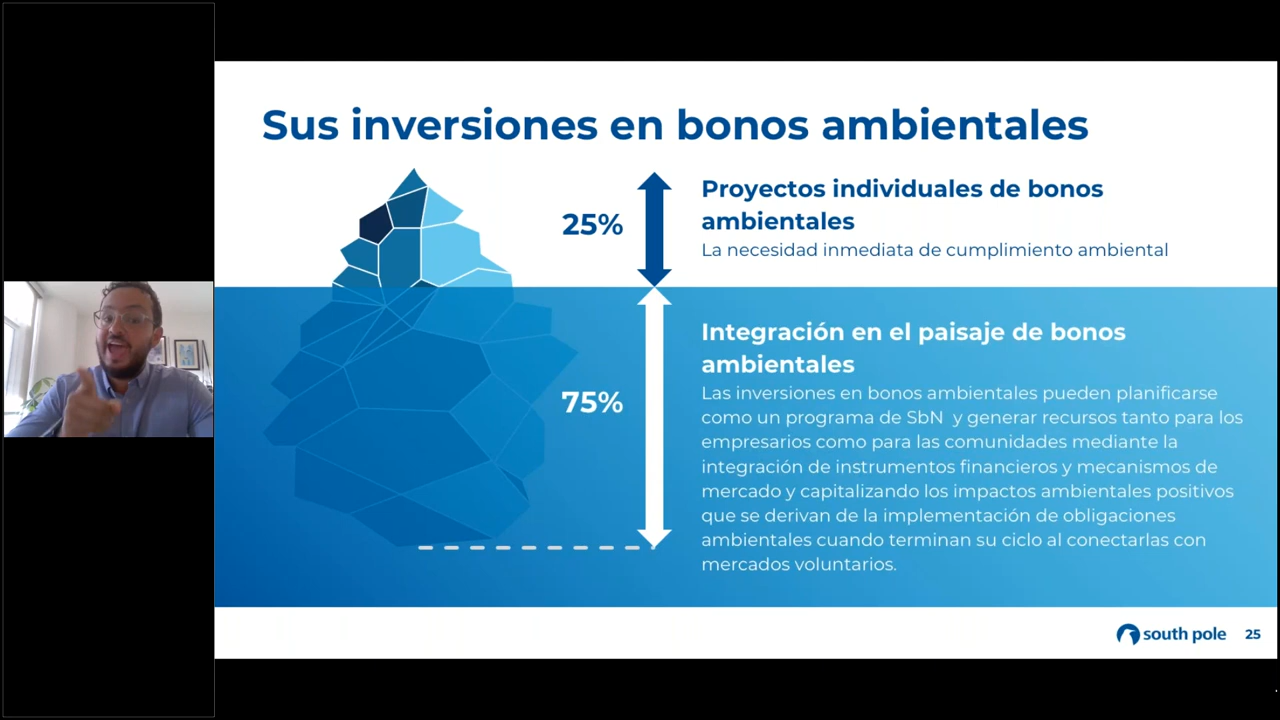 Sus inversiones en bonos ambientales
25%
Proyectos individuales de bonos
ambientales
La necesidad inmediata de cumplimiento ambiental
75%
Integración en el paisaje de bonos
ambientales
Las inversiones en bonos ambientales pueden planificarse
como un programa de SbN y generar recursos tanto para los
empresarios como para las comunidades mediante la
integración de instrumentos financieros y mecanismos de
mercado y capitalizando los impactos ambientales positivos
que se derivan de la implementación de obligaciones
ambientales cuando terminan su ciclo al conectarlas con
mercados voluntarios.
south pole 25